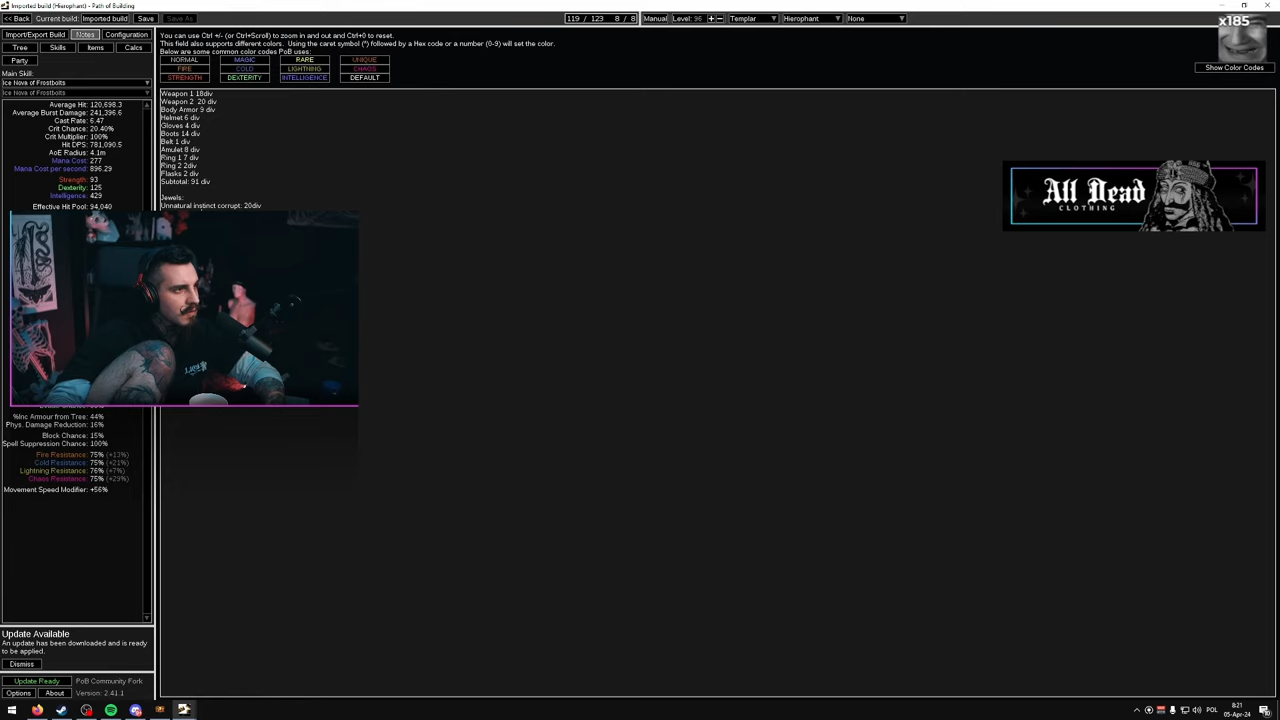 Imported build (Hierophant) - Path of Building
<< Back
Current build:
Imported build
Save
Save As
119 / 123 8 / 8
Manual
Level: 96
+
Templar
Hierophant
None
x185
Import/Export Build
Notes
Configuration
Tree
Skills
Items
Calcs
Party
Main Skill:
Ice Nova of Frostbolts
Ice Nova of Frostbolts
Average Hit: 120,698.3
Average Burst Damage: 241,396.6
Cast Rate: 6.47
Crit Chance: 20.40%
Crit Multiplier: 100%
Hit DPS: 781,090.5
AoE Radius: 4.1m
Mana Cost: 277
Mana Cost per second: 896.29
Strength: 93
Dexterity: 125
Intelligence: 429
Effective Hit Pool: 94,040
%Inc Armour from Tree: 44%
Phys. Damage Reduction: 16%
Block Chance: 15%
Spell Suppression Chance: 100%
Fire Resistance: 75% (+13%)
Cold Resistance: 75% (+21%)
Lightning Resistance: 76% (+7%)
Chaos Resistance: 75% (+29%)
Movement Speed Modifier: +56%
Update Available
An update has been downloaded and is ready
to be applied.
Dismiss
Update Ready
PoB Community Fork
Options
About
Version: 2.41.1
You can use Ctrl +/- (or Ctrl+Scroll) to zoom in and out and Ctrl+0 to reset.
This field also supports different colors. Using the caret symbol (^) followed by a Hex code or a number (0-9) will set the color.
Below are some common color codes PoB uses:
NORMAL
MAGIC
RARE
UNIQUE
FIRE
COLD
LIGHTNING
CHAOS
STRENGTH
DEXTERITY
INTELLIGENCE
DEFAULT
Show Color Codes
Weapon 1 18div
Weapon 2 20 div
Body Armor 9 div
Helmet 6 div
Gloves 4 div
Boots 14 div
Belt 1 div
Amulet 8 div
Ring 1 7 div
Ring 2 2div
Flasks 2 div
Subtotal: 91 div
Jewels:
Unnatural instinct corrupt: 20div
All Dead
CLOTHING
POL
8:21
05-Apr-24